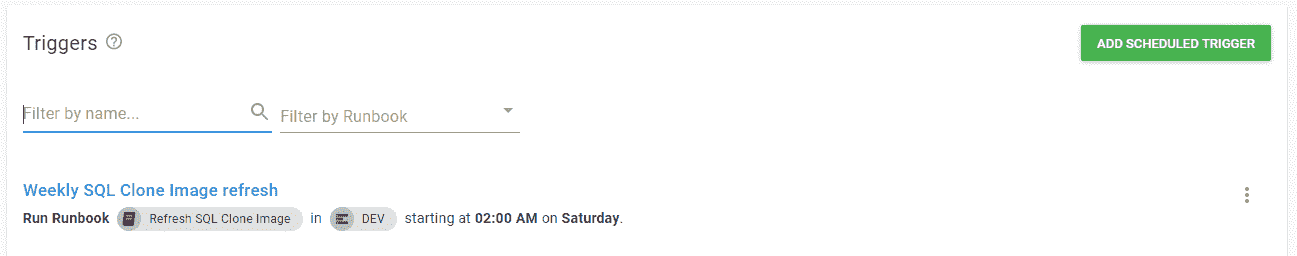 Triggers
ADD SCHEDULED TRIGGER
Filter by name...
Filter by Runbook
Weekly SQL Clone Image refresh
Run Runbook Refresh SQL Clone Image in DEV starting at 02:00 AM on Saturday.